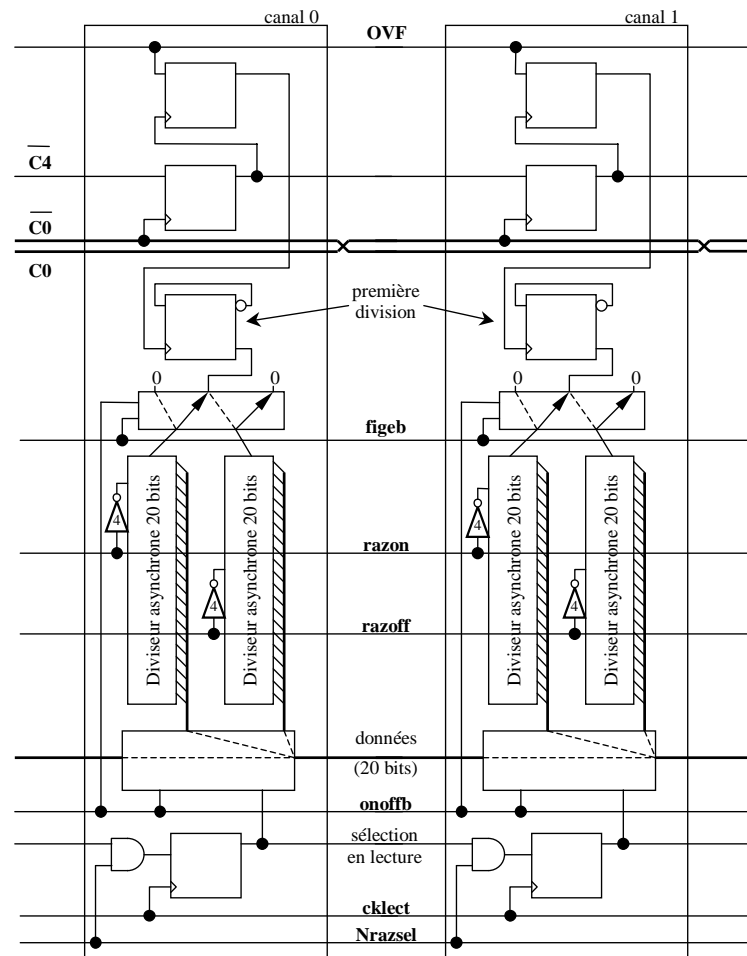 canal 0
canal 1
OVF
C4
C0
C0
première
division
0
0
0
0
figeb
Diviseur asynchrone 20 bits
Diviseur asynchrone 20 bits
Diviseur asynchrone 20 bits
Diviseur asynchrone 20 bits
4
4
razon
4
4
razoff
données
(20 bits)
onoffb
sélection
en lecture
cklect
Nrazsel